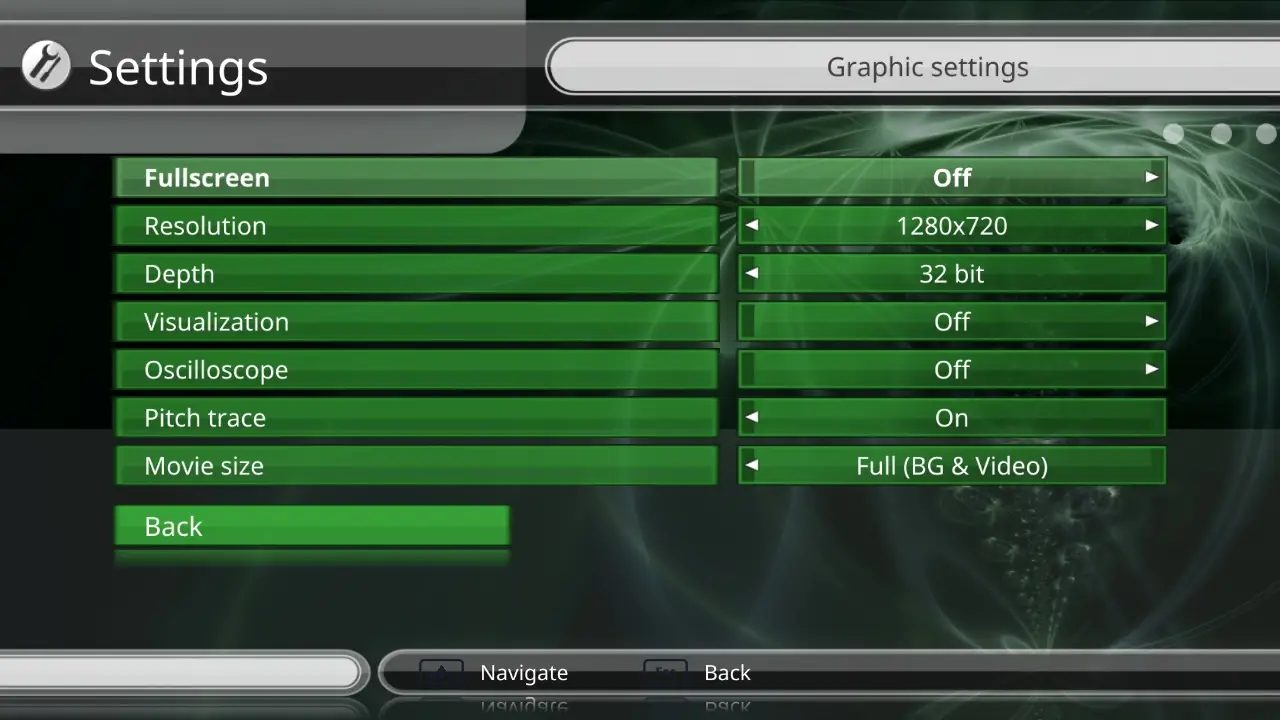 Settings
Graphic settings
Fullscreen Off
Resolution 1280x720
Depth 32 bit
Visualization Off
Oscilloscope Off
Pitch trace On
Movie size Full (BG & Video)
Back
Navigate Esc Back